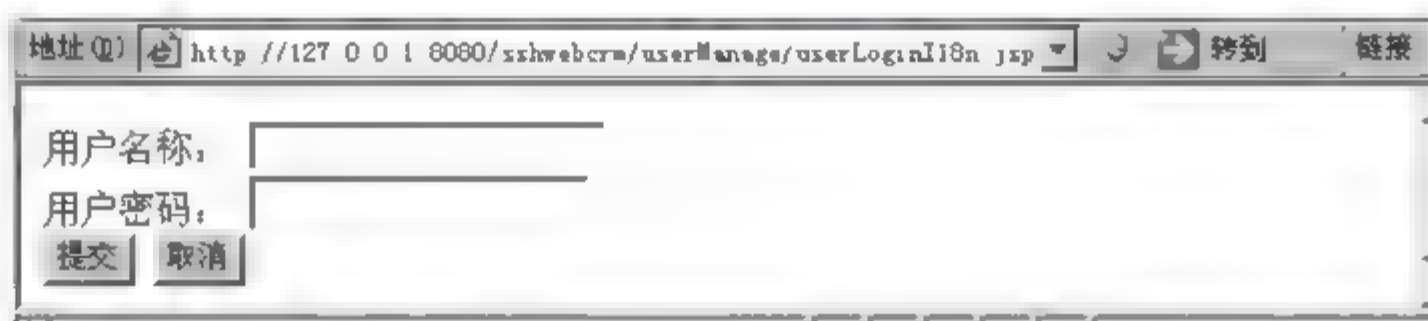 地址(D) http //127 0 0 1 8080/sshwebcrm/userManage/userLoginI18n jsp 转到 链接
用户名称：
用户密码：
提交 取消